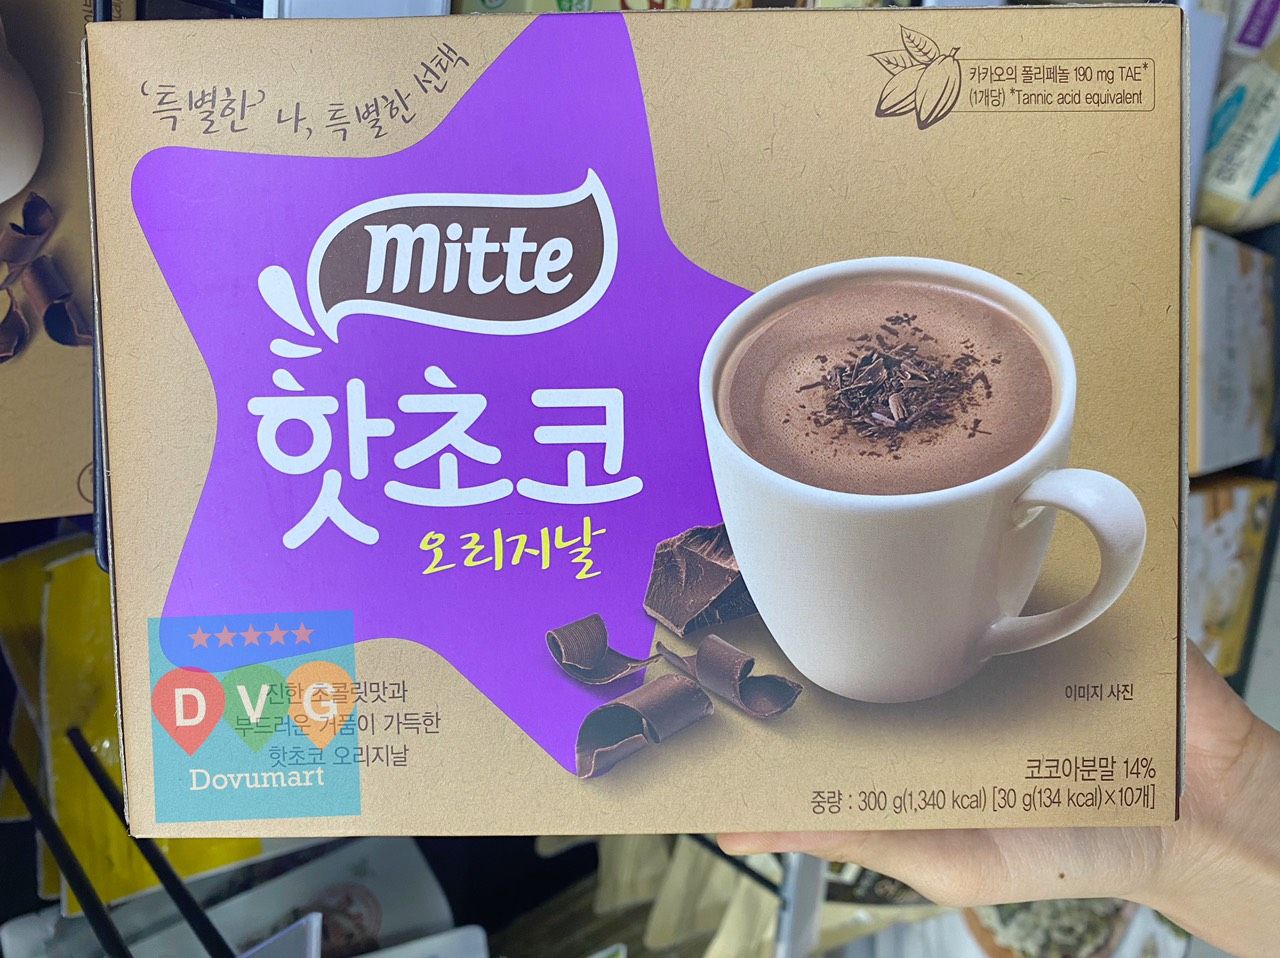 '특별한' 나, 특별한 선택
카카오의 폴리페놀 190 mg TAE*
(1개당) *Tannic acid equivalent
mitte
핫초코
오리지날
진한 초콜릿맛과
부드러운 거품이 가득한
핫초코 오리지날
DVG
Dovumart
이미지 사진
코코아분말 14%
중량 : 300 g(1,340 kcal) [30 g(134 kcal)×10개]